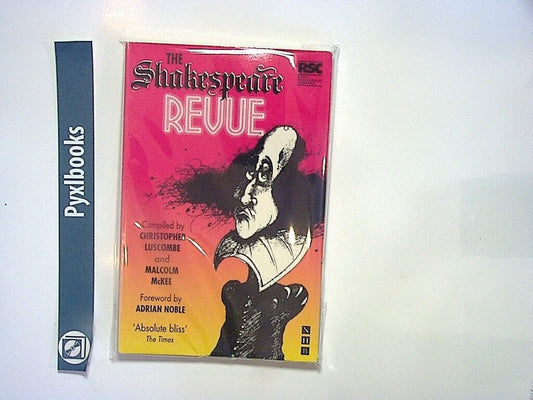 Pyxlbooks
THE
Shakespeare
REVUE
RSC
Compiled by
CHRISTOPHER
LUSCOMBE
and
MALCOLM
McKEE
Foreword by
ADRIAN NOBLE
'Absolute bliss'
The Times
N
H
B